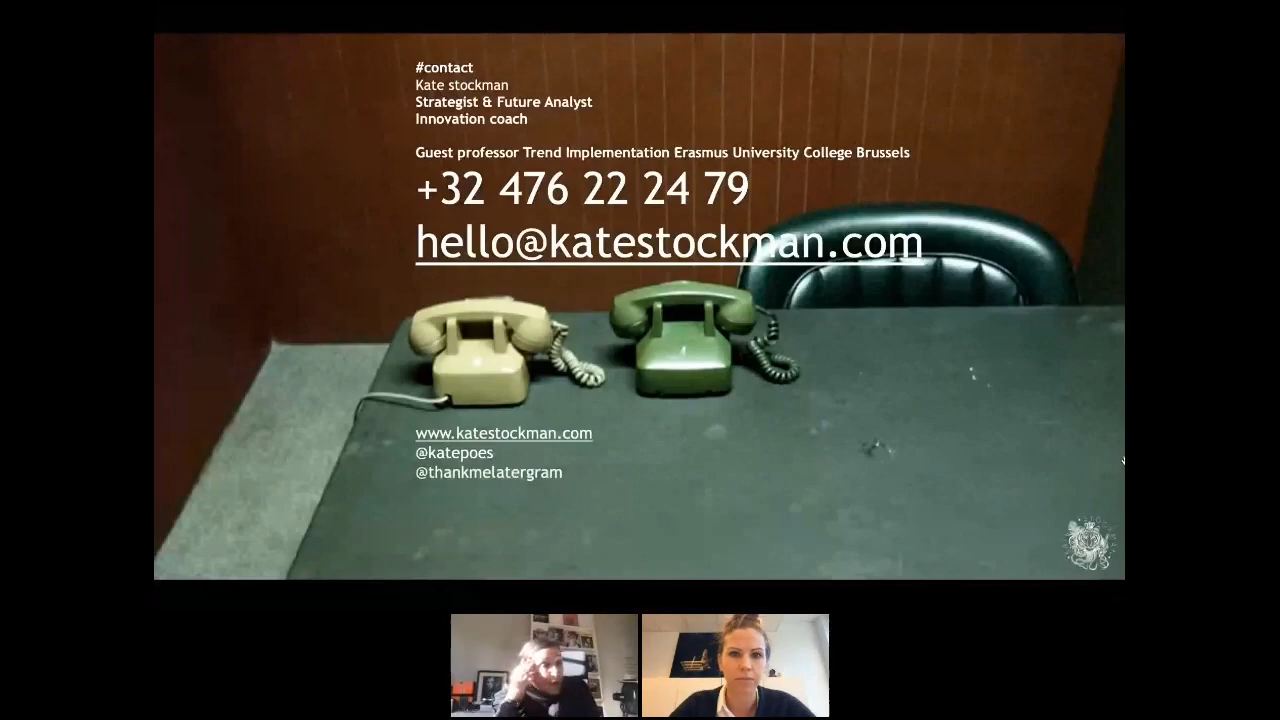 #contact
Kate stockman
Strategist & Future Analyst
Innovation coach
Guest professor Trend Implementation Erasmus University College Brussels
+32 476 22 24 79
hello@katestockman.com
www.katestockman.com
@katepoes
@thankmelatergram